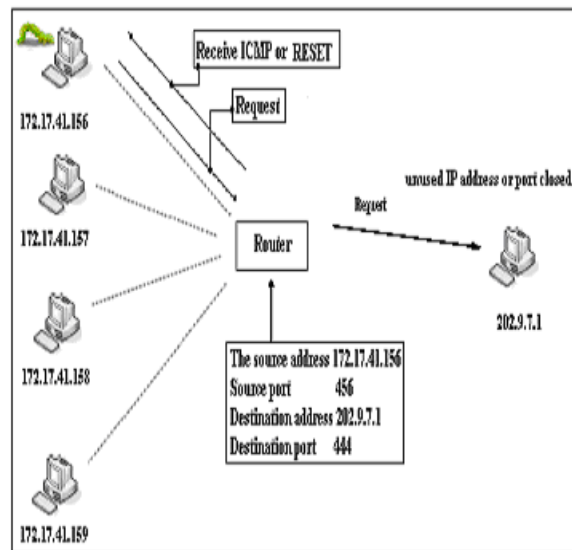 Receive ICMP or RESET
Request
172.17.41.156
unused IP address or port closed
Request
172.17.41.157
Router
202.9.7.1
172.17.41.158
The source address 172.17.41.156
Source port 456
Destination address 202.9.7.1
Destination port 444
172.17.41.159